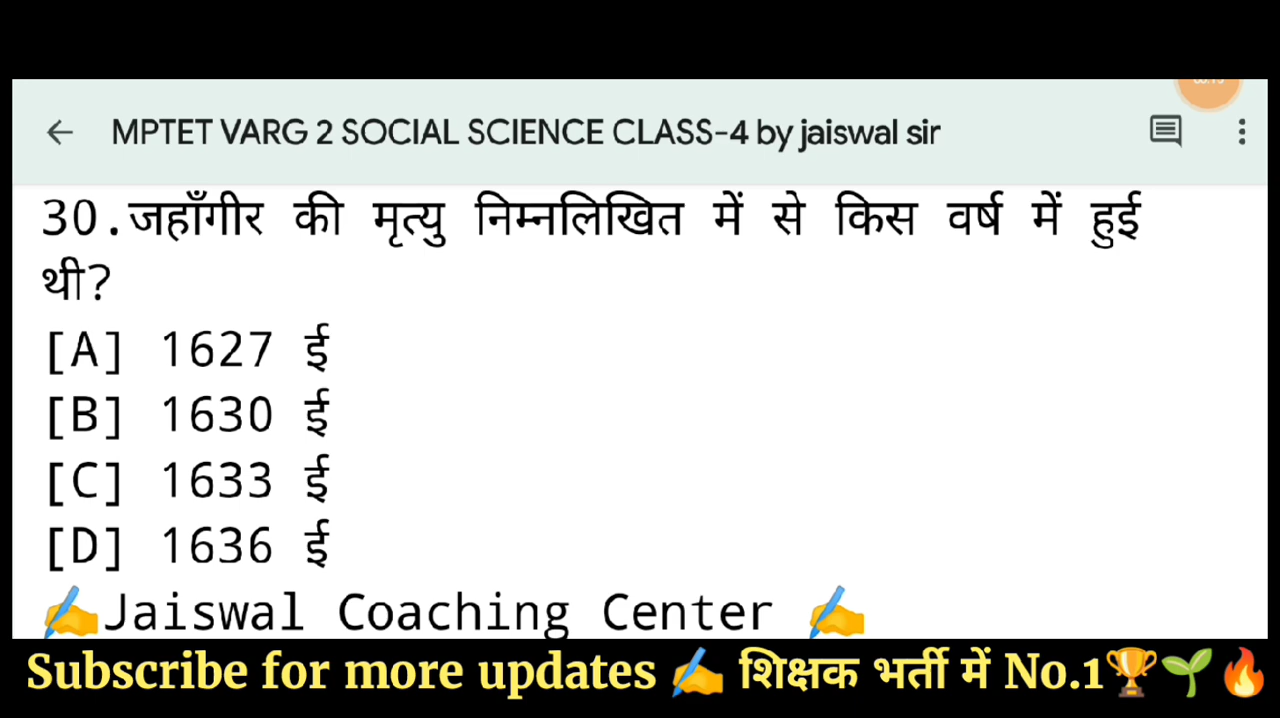 MPTET VARG 2 SOCIAL SCIENCE CLASS-4 by jaiswal sir
30.जहाँगीर की मृत्यु निम्नलिखित में से किस वर्ष में हुई
थी?
[A] 1627 ई
[B] 1630 ई
[C] 1633 ई
[D] 1636 ई
✍️Jaiswal Coaching Center ✍️
Subscribe for more updates ✍️ शिक्षक भर्ती में No.1🏆🌱🔥